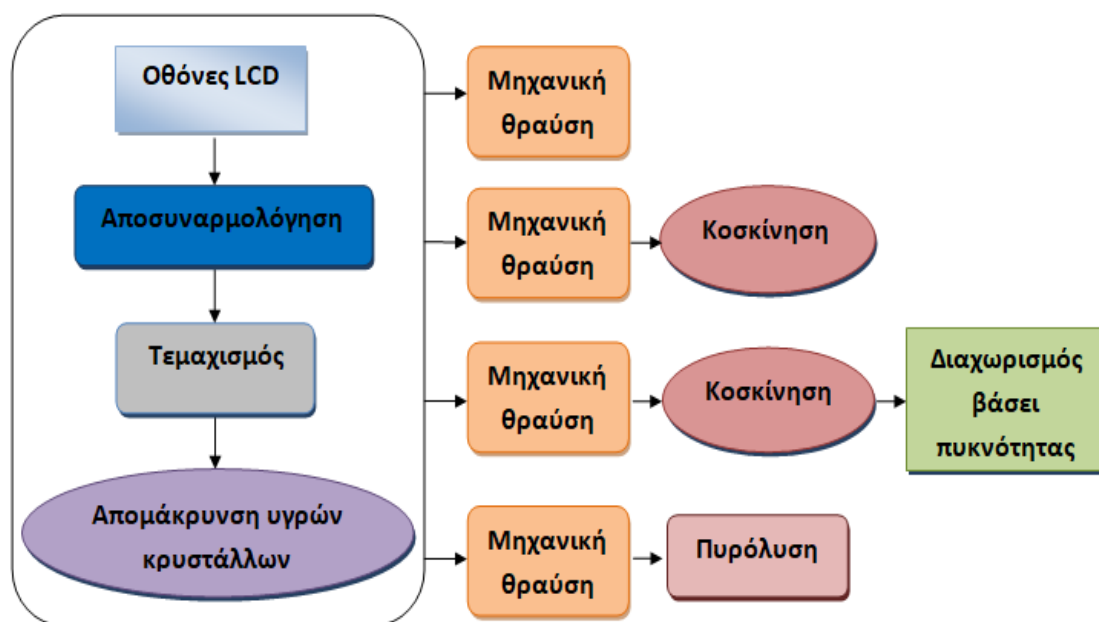 Οθόνες LCD
Αποσυναρμολόγηση
Τεμαχισμός
Απομάκρυνση υγρών
κρυστάλλων
Μηχανική
θραύση
Μηχανική
θραύση
Κοσκίνηση
Μηχανική
θραύση
Κοσκίνηση
Διαχωρισμός
βάσει
πυκνότητας
Μηχανική
θραύση
Πυρόλυση